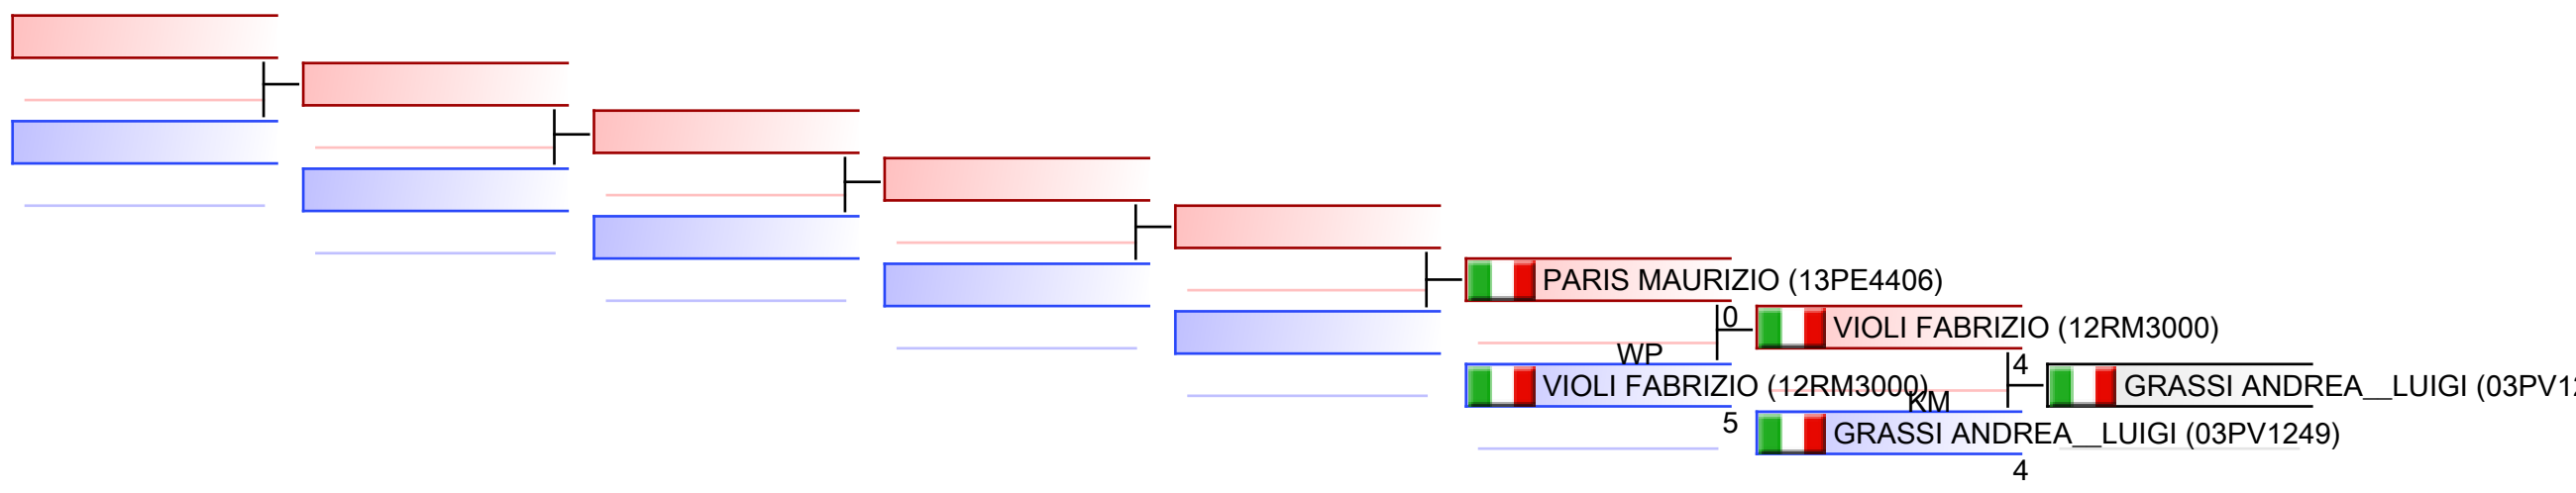 PARIS MAURIZIO (13PE4406)
0
VIOLI FABRIZIO (12RM3000)
WP
4
VIOLI FABRIZIO (12RM3000)
GRASSI ANDREA__LUIGI (03PV12
KM
5
GRASSI ANDREA__LUIGI (03PV1249)
4